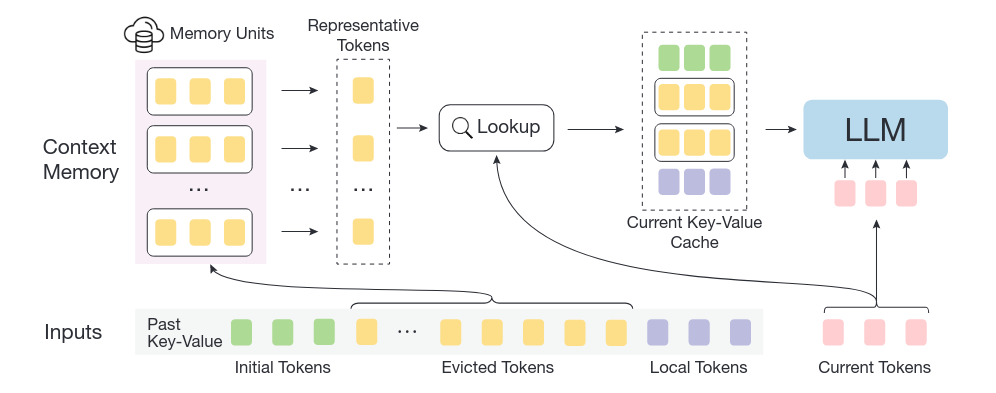 Memory Units
Representative
Tokens
Context
Memory
...
...
...
Lookup
Current Key-Value
Cache
LLM
Inputs
Past
Key-Value
...
Initial Tokens
Evicted Tokens
Local Tokens
Current Tokens